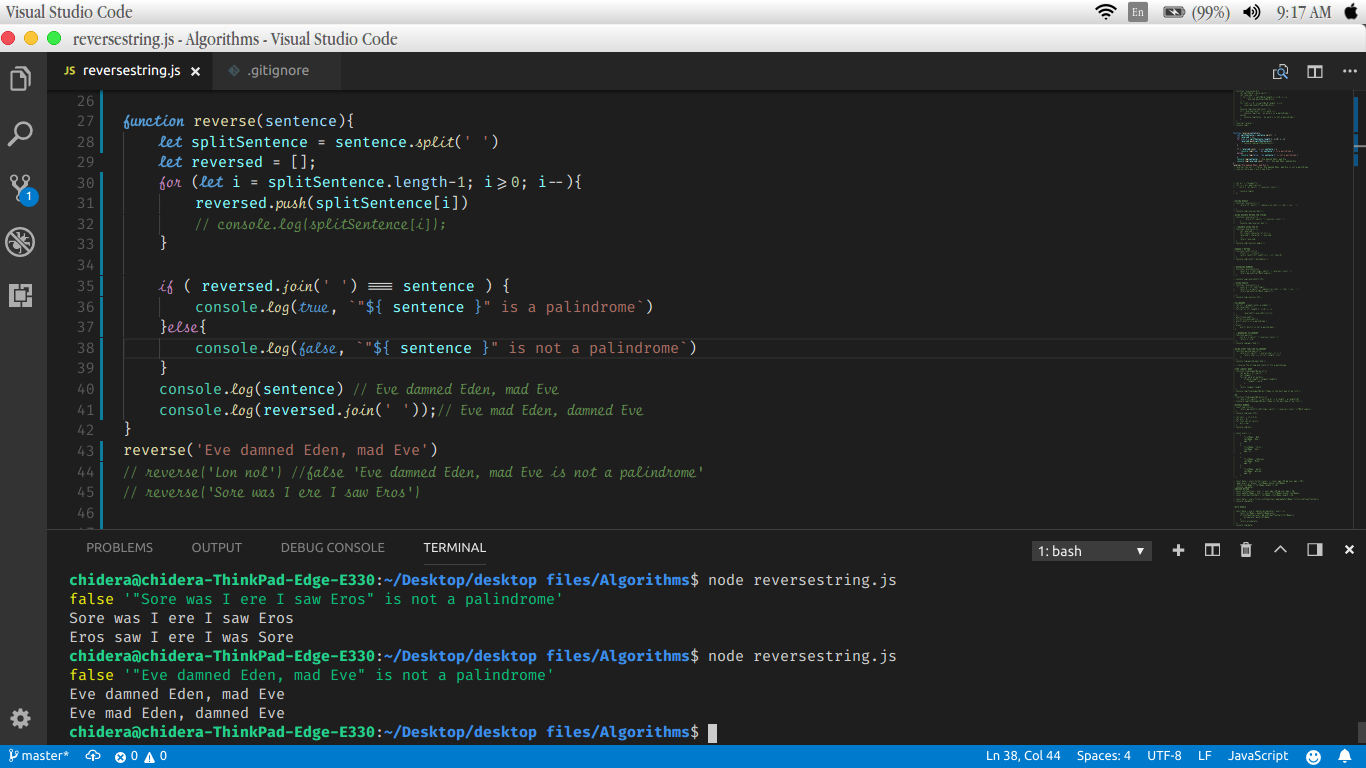 Visual Studio Code
En (99%) 9:17 AM
reversestring.js - Algorithms - Visual Studio Code
JS reversestring.js × .gitignore
26
27 function reverse(sentence){
28 let splitSentence = sentence.split(' ')
29 let reversed = [];
30 for (let i = splitSentence.length-1; i>=0; i--){
31 reversed.push(splitSentence[i])
32 // console.log(splitSentence[i]);
33 }
34
35 if ( reversed.join(' ') === sentence ) {
36 console.log(true, `"${ sentence }" is a palindrome`)
37 }else{
38 console.log(false, `"${ sentence }" is not a palindrome`)
39 }
40 console.log(sentence) // Eve damned Eden, mad Eve
41 console.log(reversed.join(' '));// Eve mad Eden, damned Eve
42 }
43 reverse('Eve damned Eden, mad Eve')
44 // reverse('Lon nol') //false 'Eve damned Eden, mad Eve is not a palindrome'
45 // reverse('Sore was I ere I saw Eros')
46
1
PROBLEMS OUTPUT DEBUG CONSOLE TERMINAL
1: bash
chidera@chidera-ThinkPad-Edge-E330:~/Desktop/desktop files/Algorithms$ node reversestring.js
false '"Sore was I ere I saw Eros" is not a palindrome'
Sore was I ere I saw Eros
Eros saw I ere I was Sore
chidera@chidera-ThinkPad-Edge-E330:~/Desktop/desktop files/Algorithms$ node reversestring.js
false '"Eve damned Eden, mad Eve" is not a palindrome'
Eve damned Eden, mad Eve
Eve mad Eden, damned Eve
chidera@chidera-ThinkPad-Edge-E330:~/Desktop/desktop files/Algorithms$
master* 0 0 Ln 38, Col 44 Spaces: 4 UTF-8 LF JavaScript